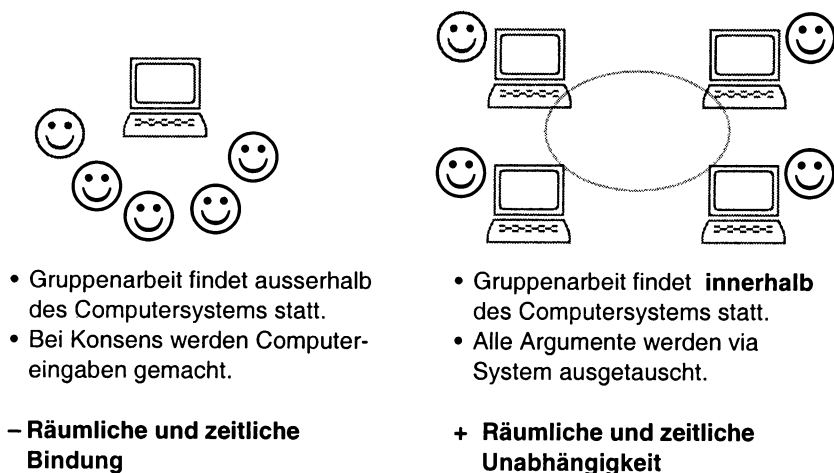 • Gruppenarbeit findet ausserhalb
des Computersystems statt.
• Bei Konsens werden Computer-
eingaben gemacht.
– Räumliche und zeitliche
Bindung
• Gruppenarbeit findet innerhalb
des Computersystems statt.
• Alle Argumente werden via
System ausgetauscht.
+ Räumliche und zeitliche
Unabhängigkeit